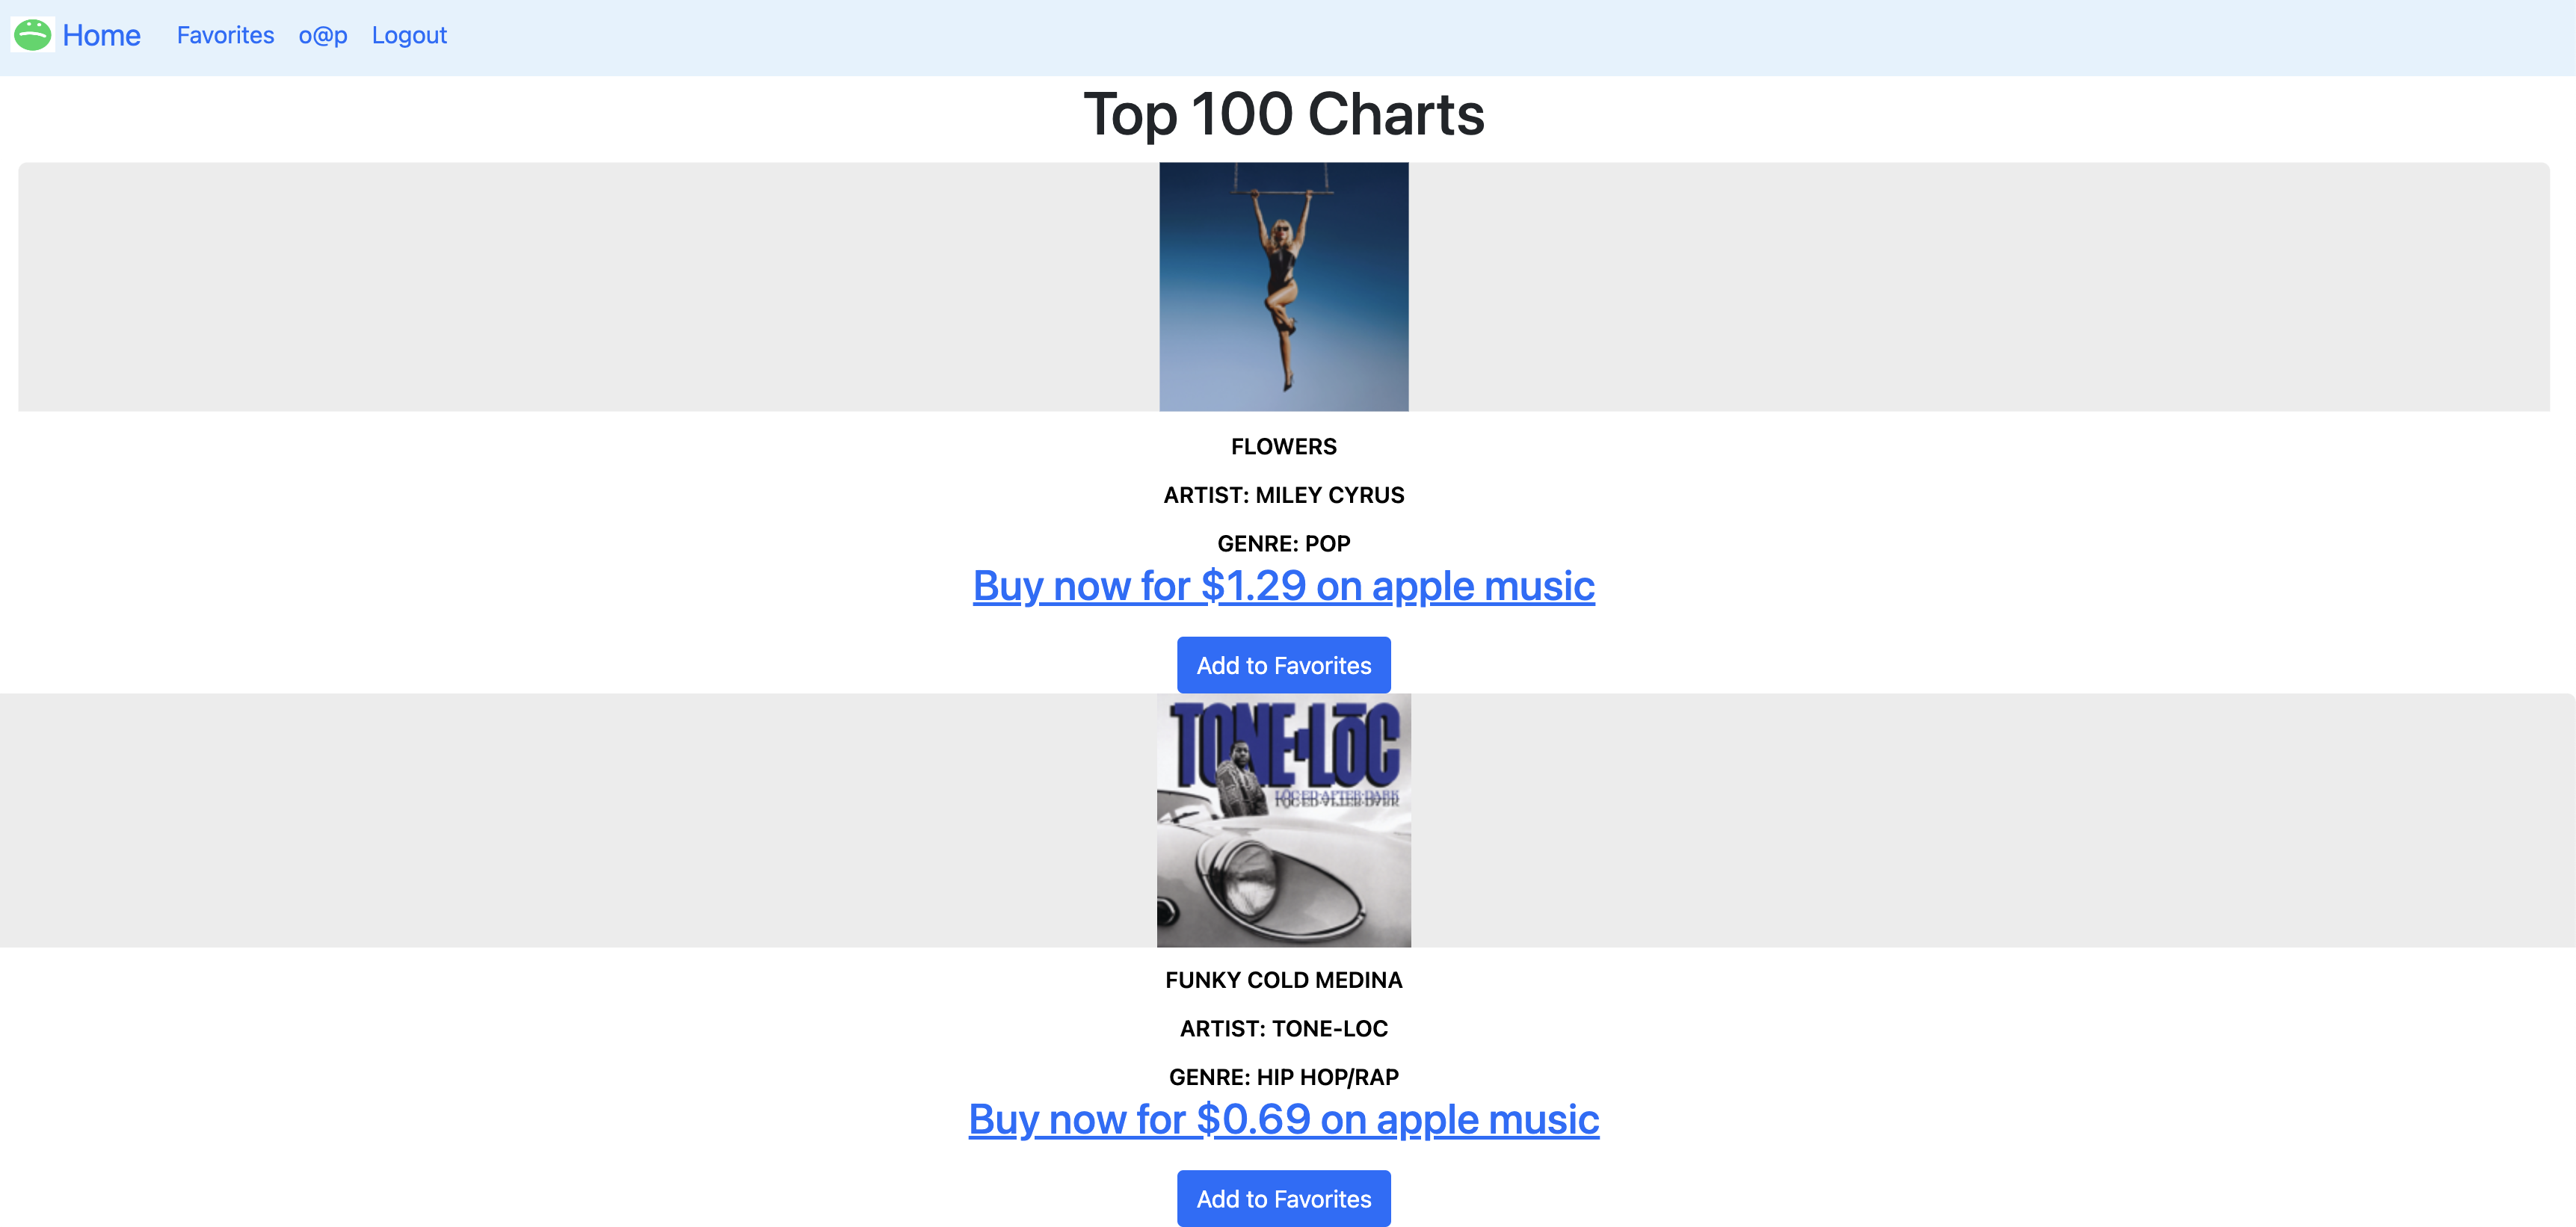 Home Favorites o@p Logout
Top 100 Charts
FLOWERS
ARTIST: MILEY CYRUS
GENRE: POP
Buy now for $1.29 on apple music
Add to Favorites
TONE-LŌC
LŌC-ED-AFTER-DARK
FUNKY COLD MEDINA
ARTIST: TONE-LOC
GENRE: HIP HOP/RAP
Buy now for $0.69 on apple music
Add to Favorites